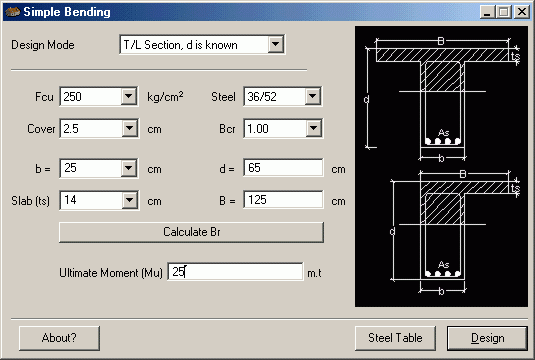 Simple Bending
Design Mode T/L Section, d is known
Fcu 250 kg/cm² Steel 36/52
Cover 2.5 cm Bcr 1.00
b = 25 cm d = 65 cm
Slab (ts) 14 cm B = 125 cm
Calculate Br
Ultimate Moment (Mu) 25 m.t
B
ts
d
As
b
B
ts
d
As
b
About? Steel Table Design